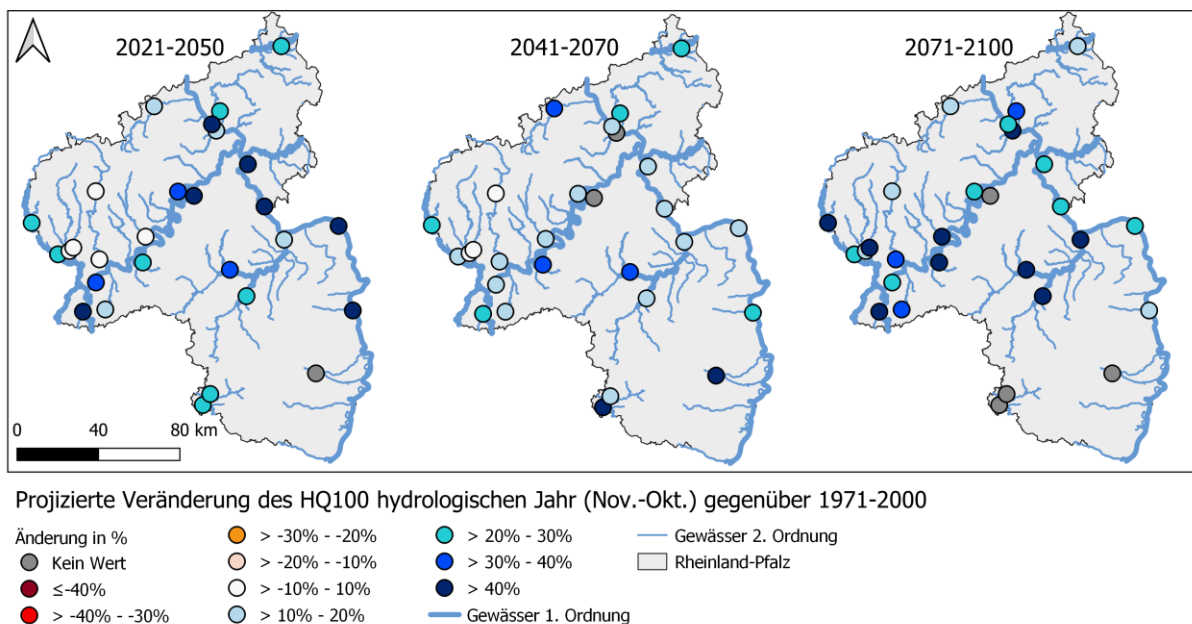 2021-2050
2041-2070
2071-2100
0 40 80 km
Projizierte Veränderung des HQ100 hydrologischen Jahr (Nov.-Okt.) gegenüber 1971-2000
Änderung in %
Kein Wert
≤-40%
> -40% - -30%
> -30% - -20%
> -20% - -10%
> -10% - 10%
> 10% - 20%
> 20% - 30%
> 30% - 40%
> 40%
Gewässer 1. Ordnung
Gewässer 2. Ordnung
Rheinland-Pfalz